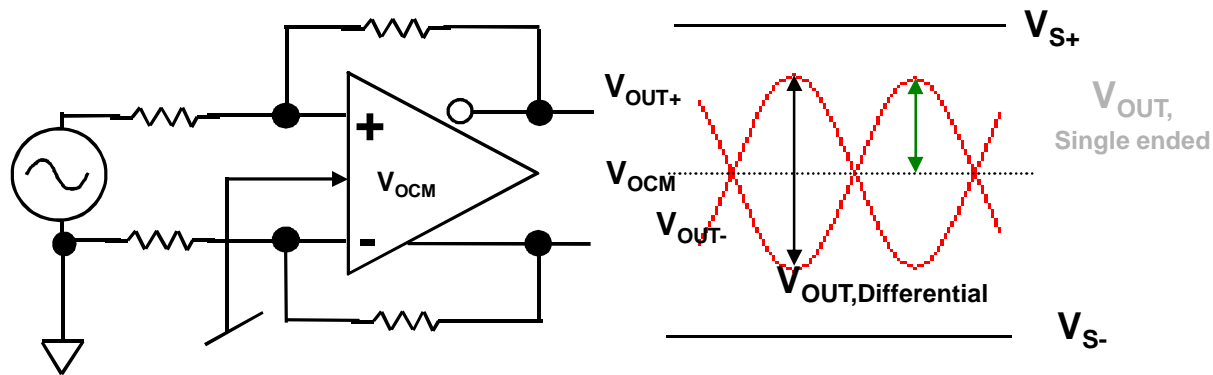 +
V_OCM
-
V_OUT+
V_OCM
V_OUT-
V_S+
V_OUT,
Single ended
V_OUT,Differential
V_S-